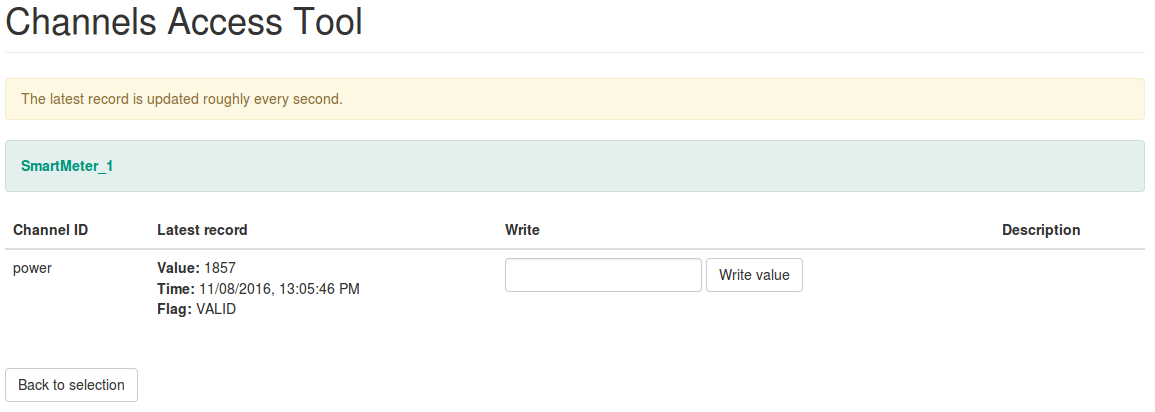 Channels Access Tool
The latest record is updated roughly every second.
SmartMeter_1
Channel ID Latest record Write Description
power Value: 1857 Write value
Time: 11/08/2016, 13:05:46 PM
Flag: VALID
Back to selection